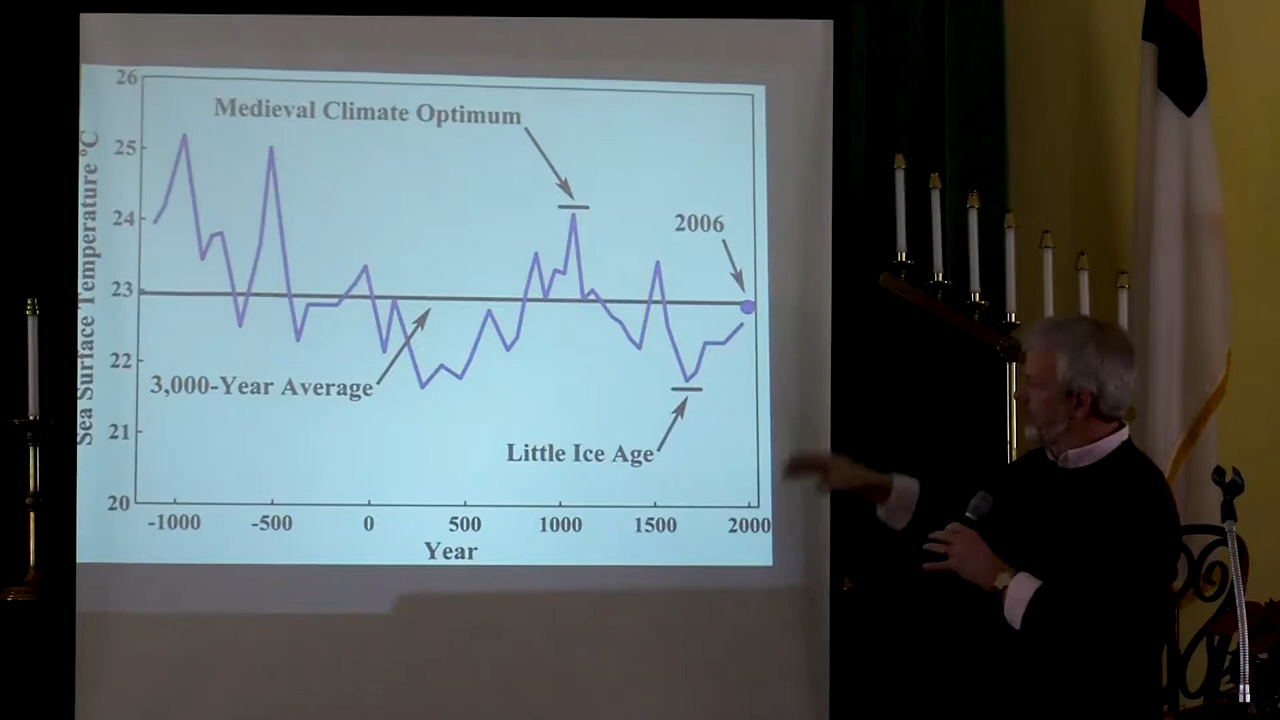 26
Medieval Climate Optimum
25
24
2006
23
22
3,000-Year Average
21
Little Ice Age
20
Sea Surface Temperature °C
-1000 -500 0 500 1000 1500 2000
Year